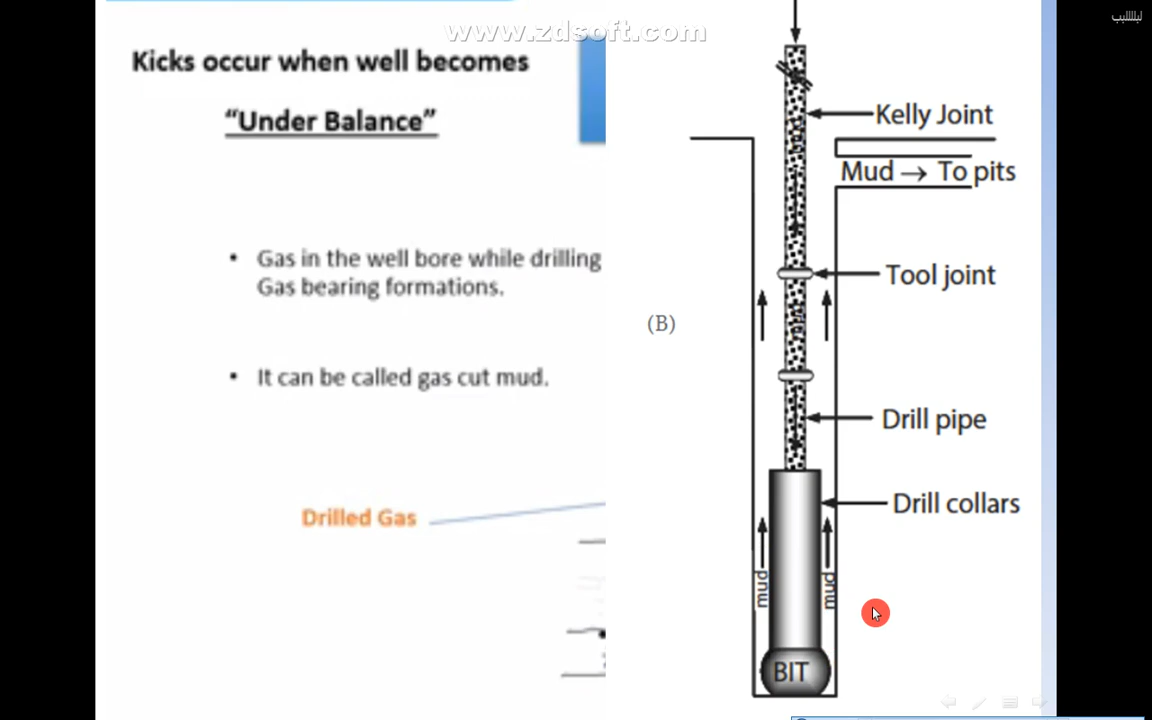 www.zdsoft.com
Kicks occur when well becomes
“Under Balance”
• Gas in the well bore while drilling
Gas bearing formations.
• It can be called gas cut mud.
Drilled Gas
Kelly Joint
Mud → To pits
Tool joint
(B)
Drill pipe
Drill collars
mud
mud
BIT